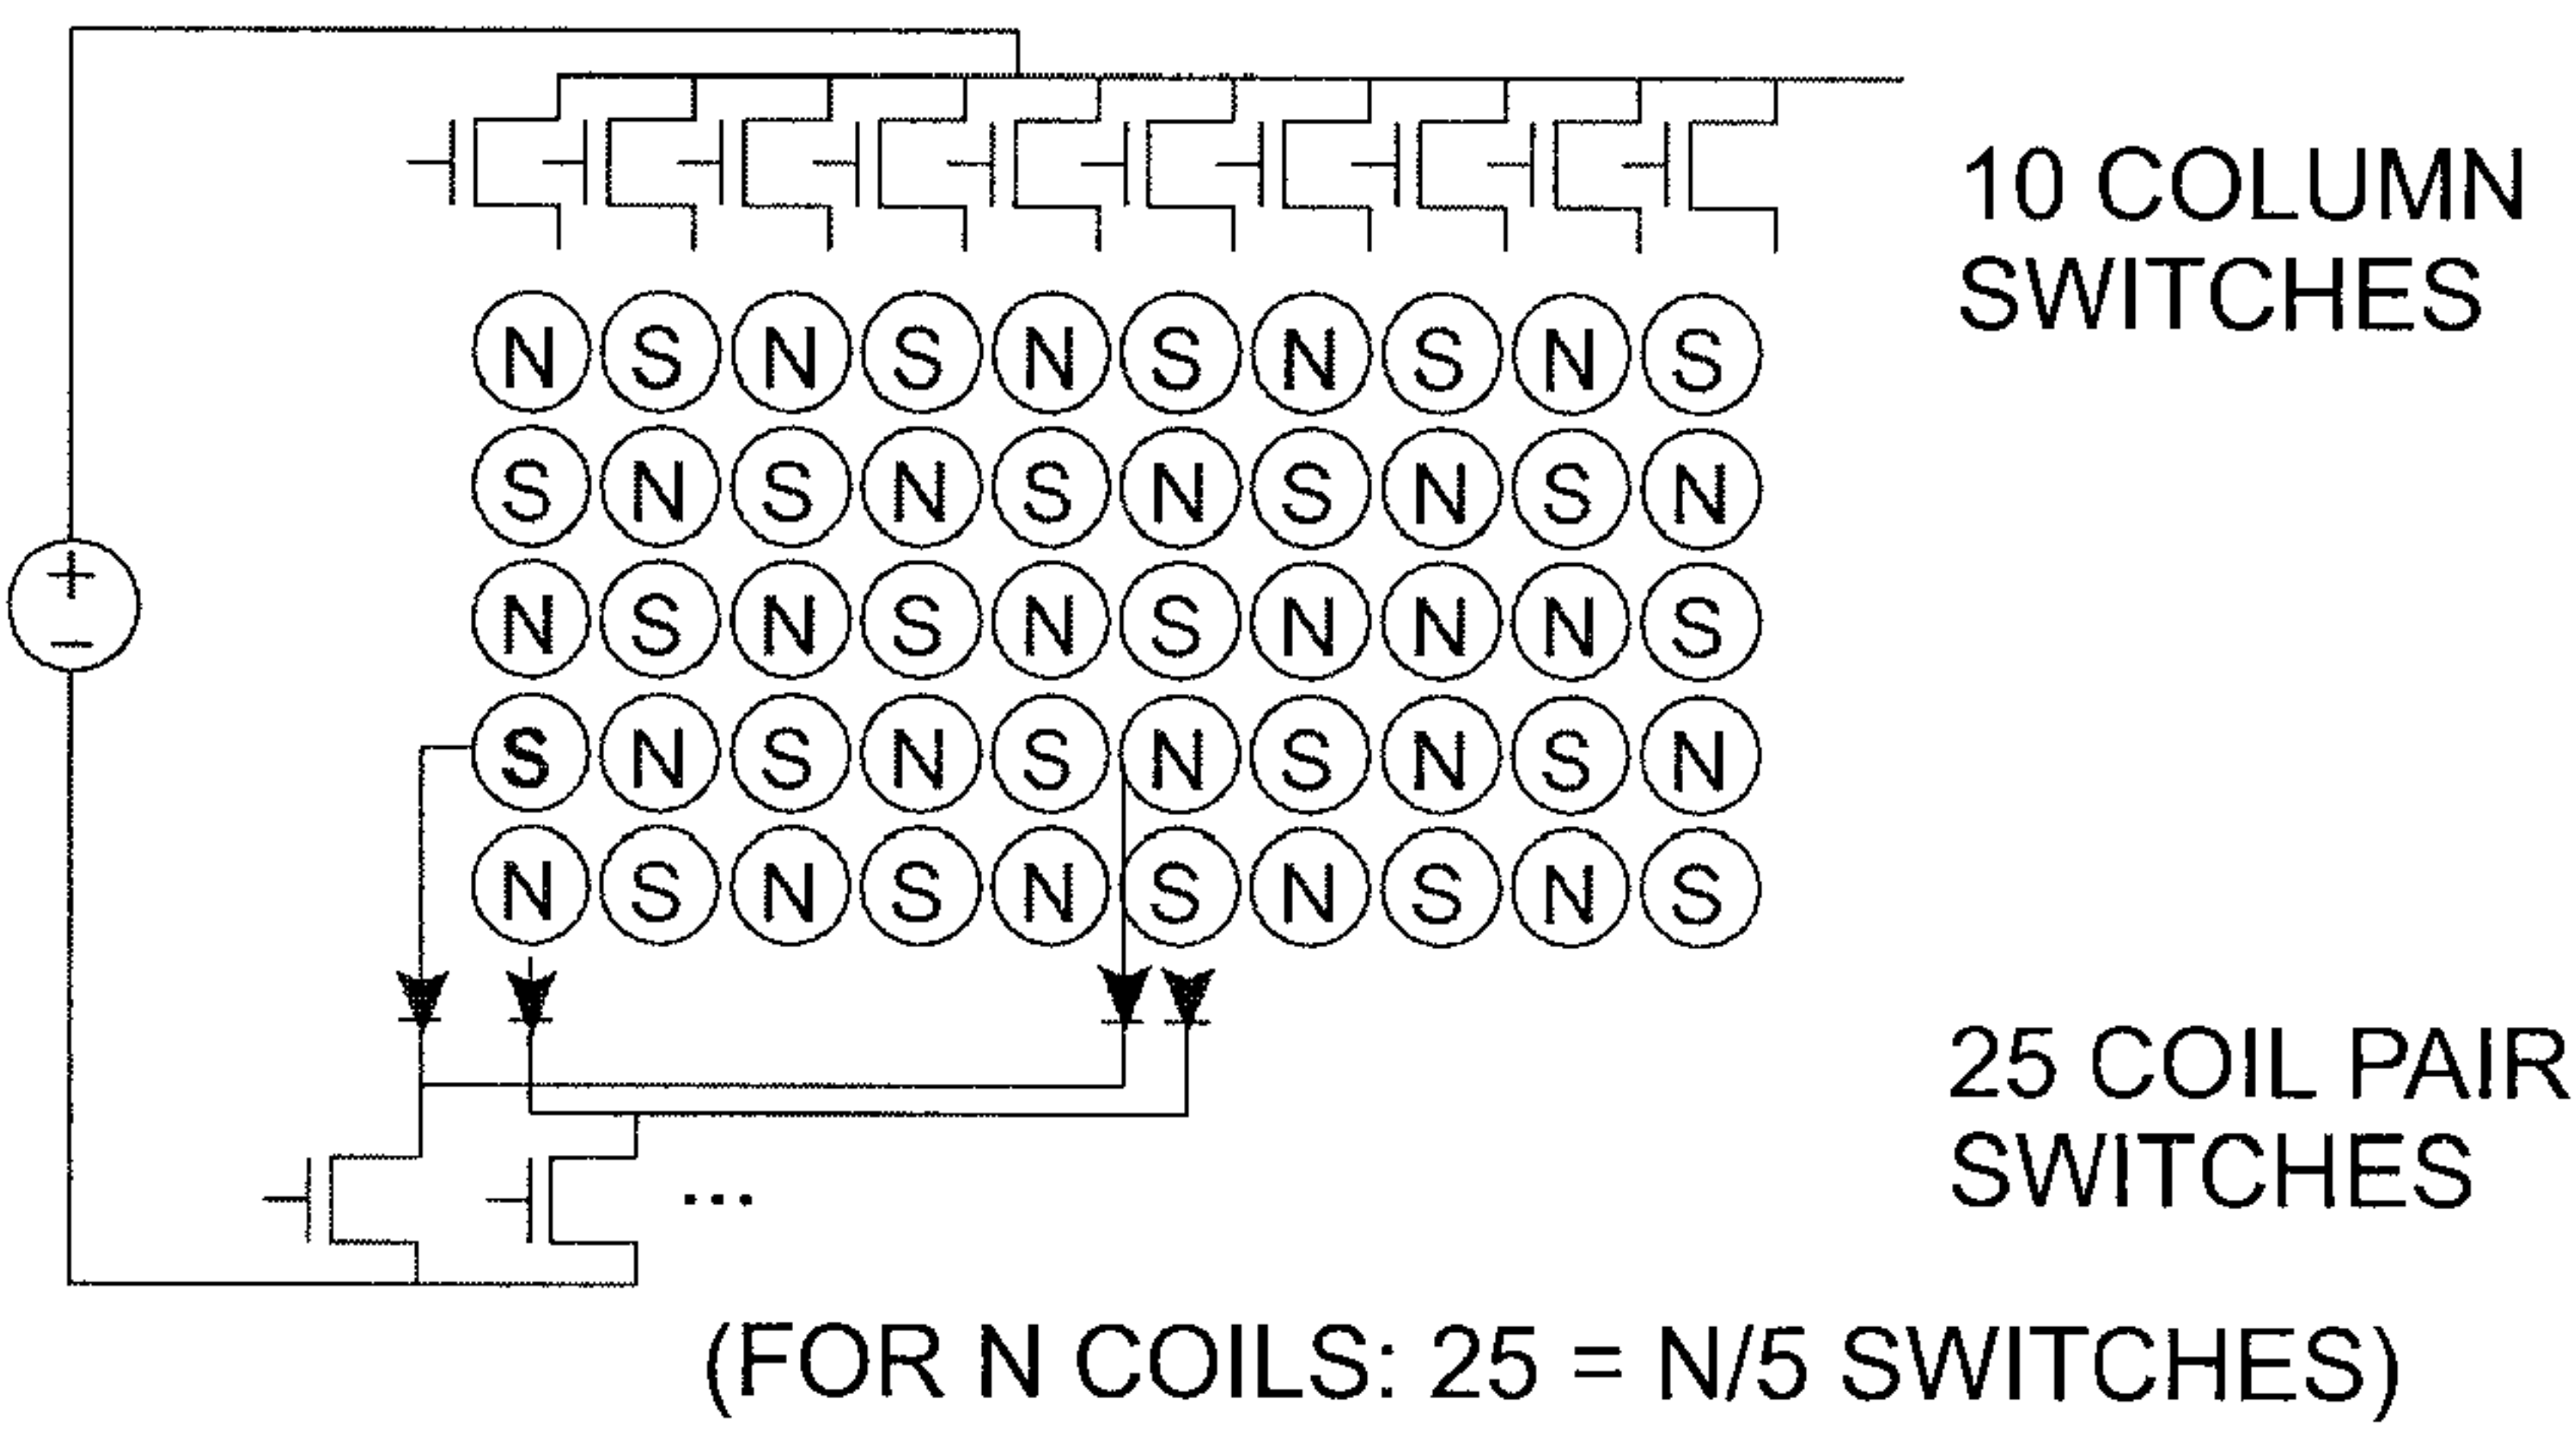 +
−
10 COLUMN
SWITCHES
N S N S N S N S N S
S N S N S N S N S N
N S N S N S N N N S
S N S N S N S N S N
N S N S N S N S N S
25 COIL PAIR
SWITCHES
...
(FOR N COILS: 25 = N/5 SWITCHES)